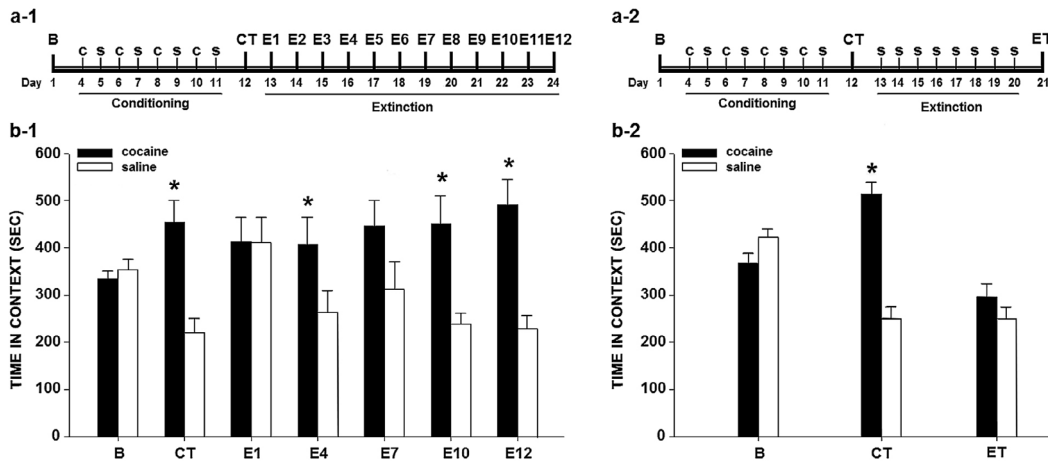 a-1
B CT E1 E2 E3 E4 E5 E6 E7 E8 E9 E10 E11 E12
C S C S C S C S
Day 1 4 5 6 7 8 9 10 11 12 13 14 15 16 17 18 19 20 21 22 23 24
Conditioning Extinction
b-1
600
cocaine
saline
500
400
300
200
100
0
TIME IN CONTEXT (SEC)
* * * *
B CT E1 E4 E7 E10 E12
a-2
B CT ET
C S C S C S C S S S S S S S S S
Day 1 4 5 6 7 8 9 10 11 12 13 14 15 16 17 18 19 20 21
Conditioning Extinction
b-2
600
cocaine
saline
500
400
300
200
100
0
TIME IN CONTEXT (SEC)
*
B CT ET